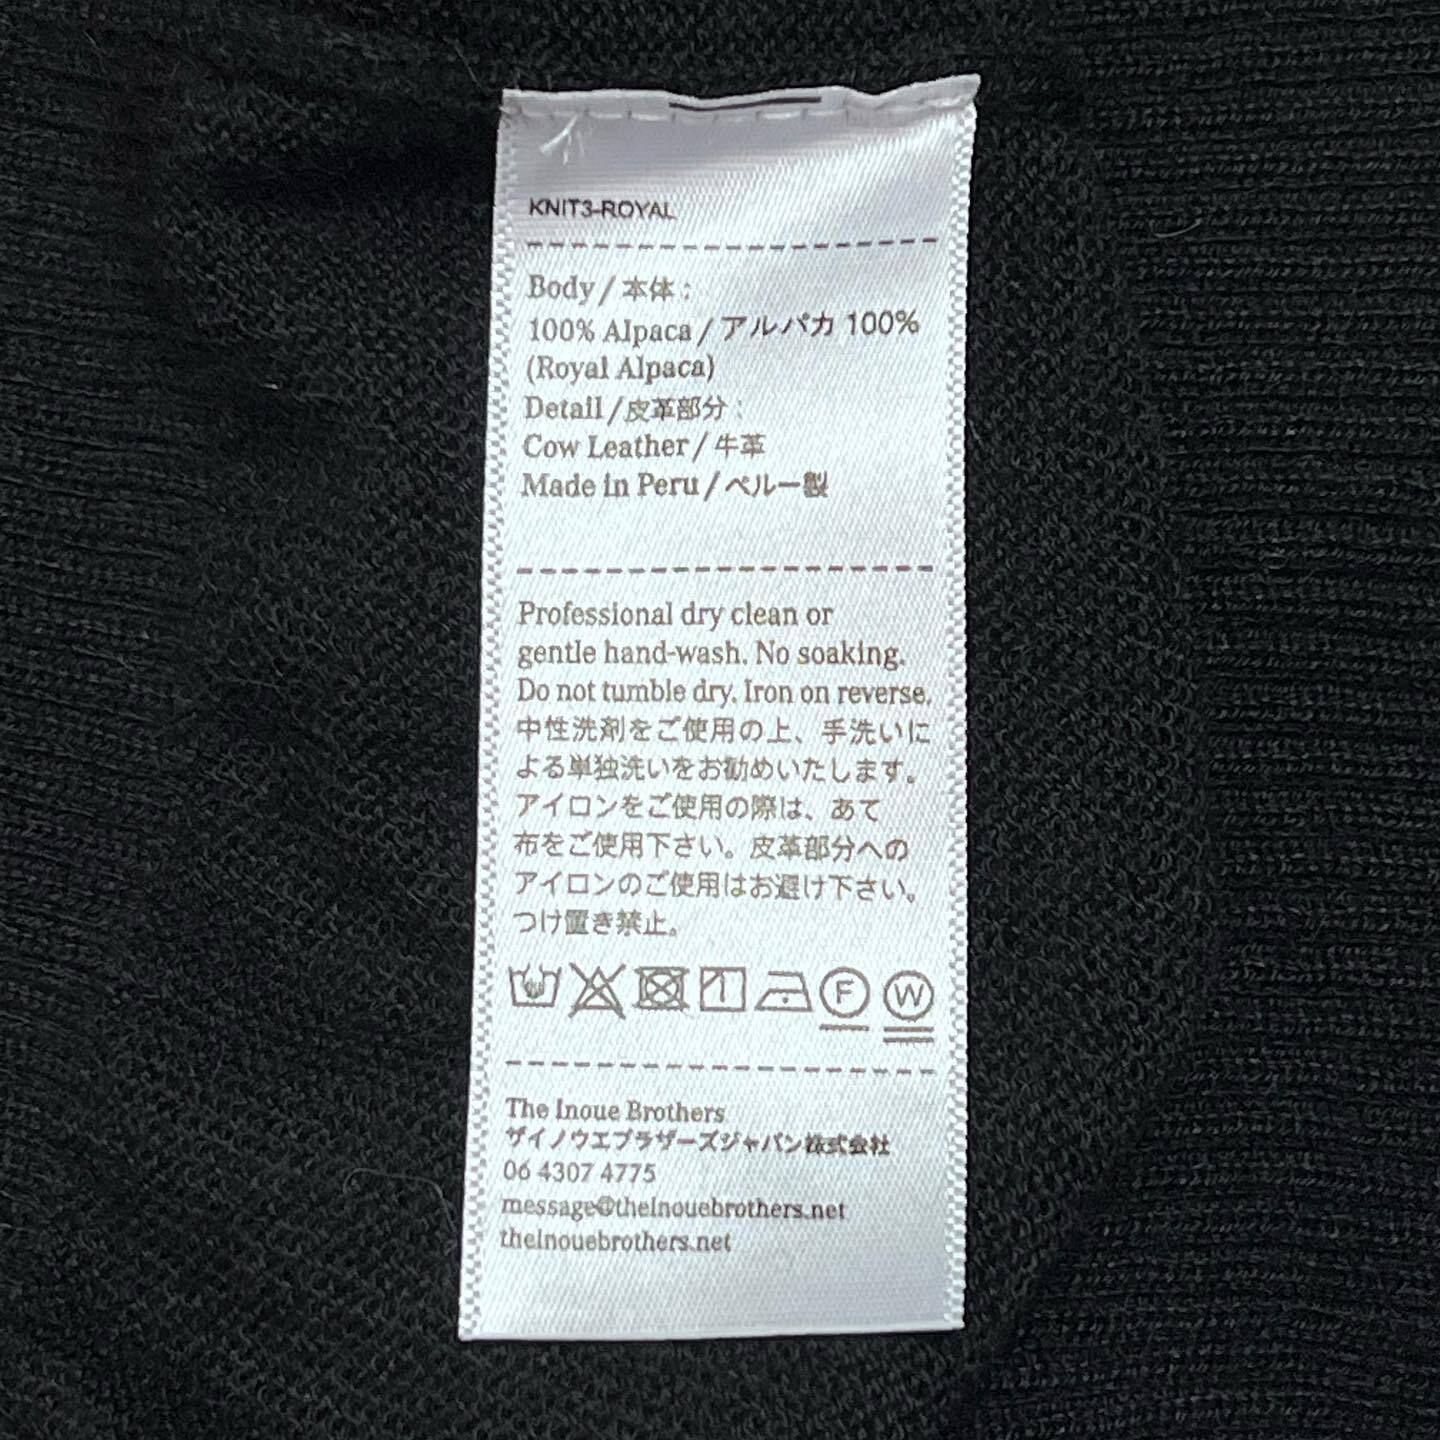 KNIT3-ROYAL
Body / 本体 :
100% Alpaca / アルパカ 100%
(Royal Alpaca)
Detail / 皮革部分 :
Cow Leather / 牛革
Made in Peru / ペルー製
Professional dry clean or
gentle hand-wash. No soaking.
Do not tumble dry. Iron on reverse.
中性洗剤をご使用の上、手洗いに
よる単独洗いをお勧めいたします。
アイロンをご使用の際は、あて
布をご使用下さい。皮革部分への
アイロンのご使用はお避け下さい。
つけ置き禁止。
F W
The Inoue Brothers
ザイノウエブラザーズジャパン株式会社
06 4307 4775
message@theinouebrothers.net
theinouebrothers.net